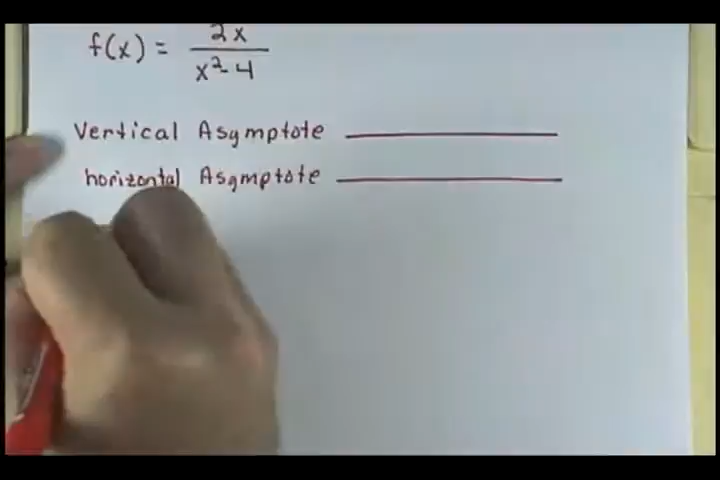 f(x) = 2x / x²-4
Vertical Asymptote
horizontal Asymptote